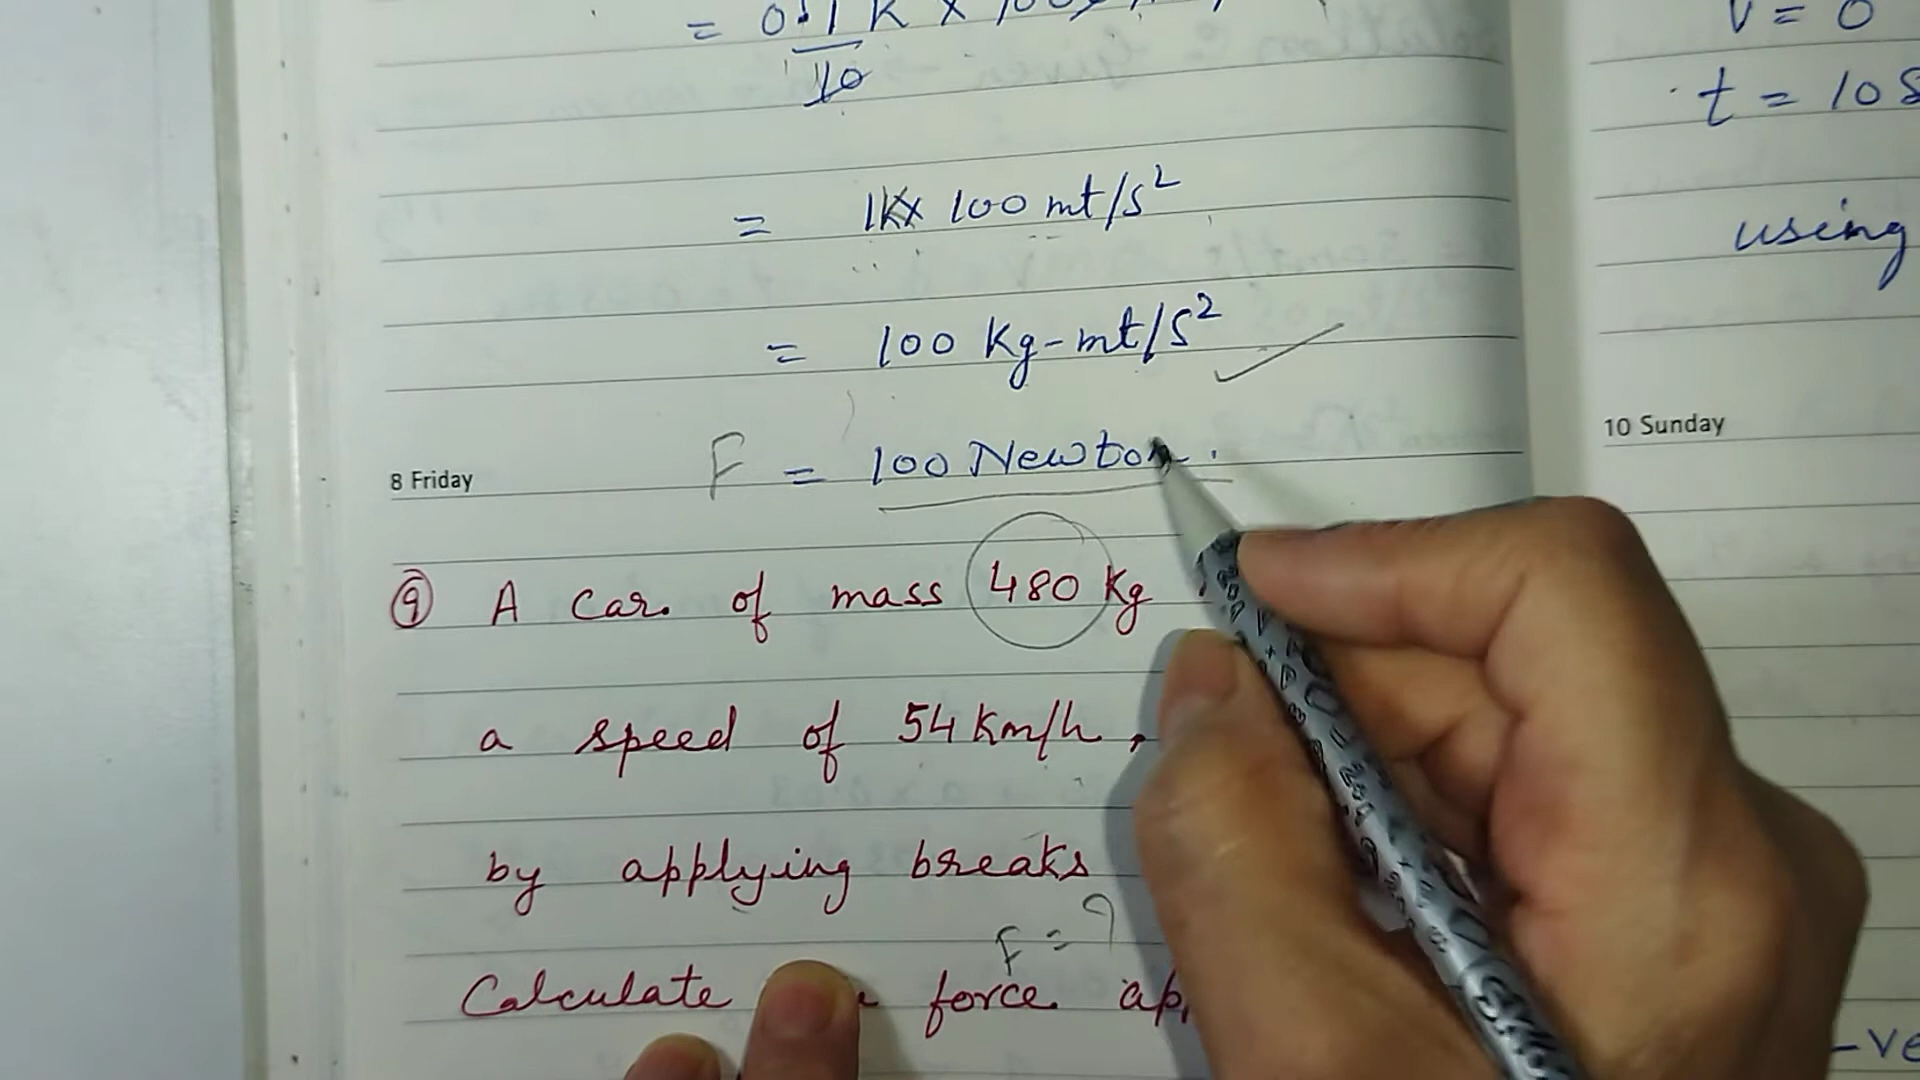 = 0.1 K X 100
10
= 1 X 100 mt/s²
= 100 Kg-mt/s²
F = 100 Newton.
8 Friday
⑨ A car of mass 480 Kg
a speed of 54 Km/h,
by applying breaks
F = ?
Calculate force ap
V = 0
t = 10 S
using
10 Sunday
-ve